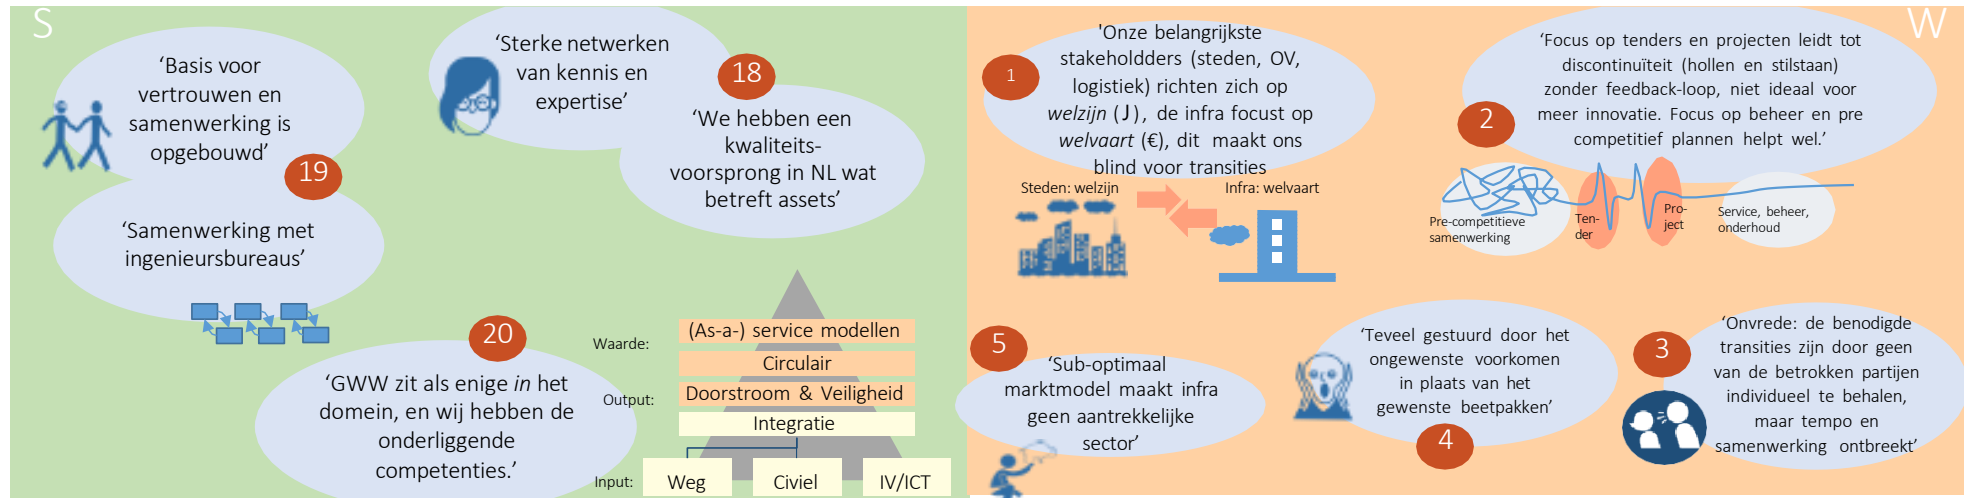 S
‘Basis voor
vertrouwen en
samenwerking is
opgebouwd’
19
‘Samenwerking met
ingenieursbureaus’
‘Sterke netwerken
van kennis en
expertise’
18
‘We hebben een
kwaliteits-
voorsprong in NL wat
betreft assets’
20
‘GWW zit als enige in het
domein, en wij hebben de
onderliggende
competenties.’
Waarde:
(As-a-) service modellen
Circulair
Output:
Doorstroom & Veiligheid
Integratie
Input:
Weg
Civiel
IV/ICT
W
1
'Onze belangrijkste
stakeholdders (steden, OV,
logistiek) richten zich op
welzijn (J), de infra focust op
welvaart (€), dit maakt ons
blind voor transities
Steden: welzijn
Infra: welvaart
2
‘Focus op tenders en projecten leidt tot
discontinuïteit (hollen en stilstaan)
zonder feedback-loop, niet ideaal voor
meer innovatie. Focus op beheer en pre
competitief plannen helpt wel.’
Pre-competitieve
samenwerking
Ten-
der
Pro-
ject
Service, beheer,
onderhoud
5
‘Sub-optimaal
marktmodel maakt infra
geen aantrekkelijke
sector’
‘Teveel gestuurd door het
ongewenste voorkomen
in plaats van het
gewenste beetpakken’
4
3
‘Onvrede: de benodigde
transities zijn door geen
van de betrokken partijen
individueel te behalen,
maar tempo en
samenwerking ontbreekt’